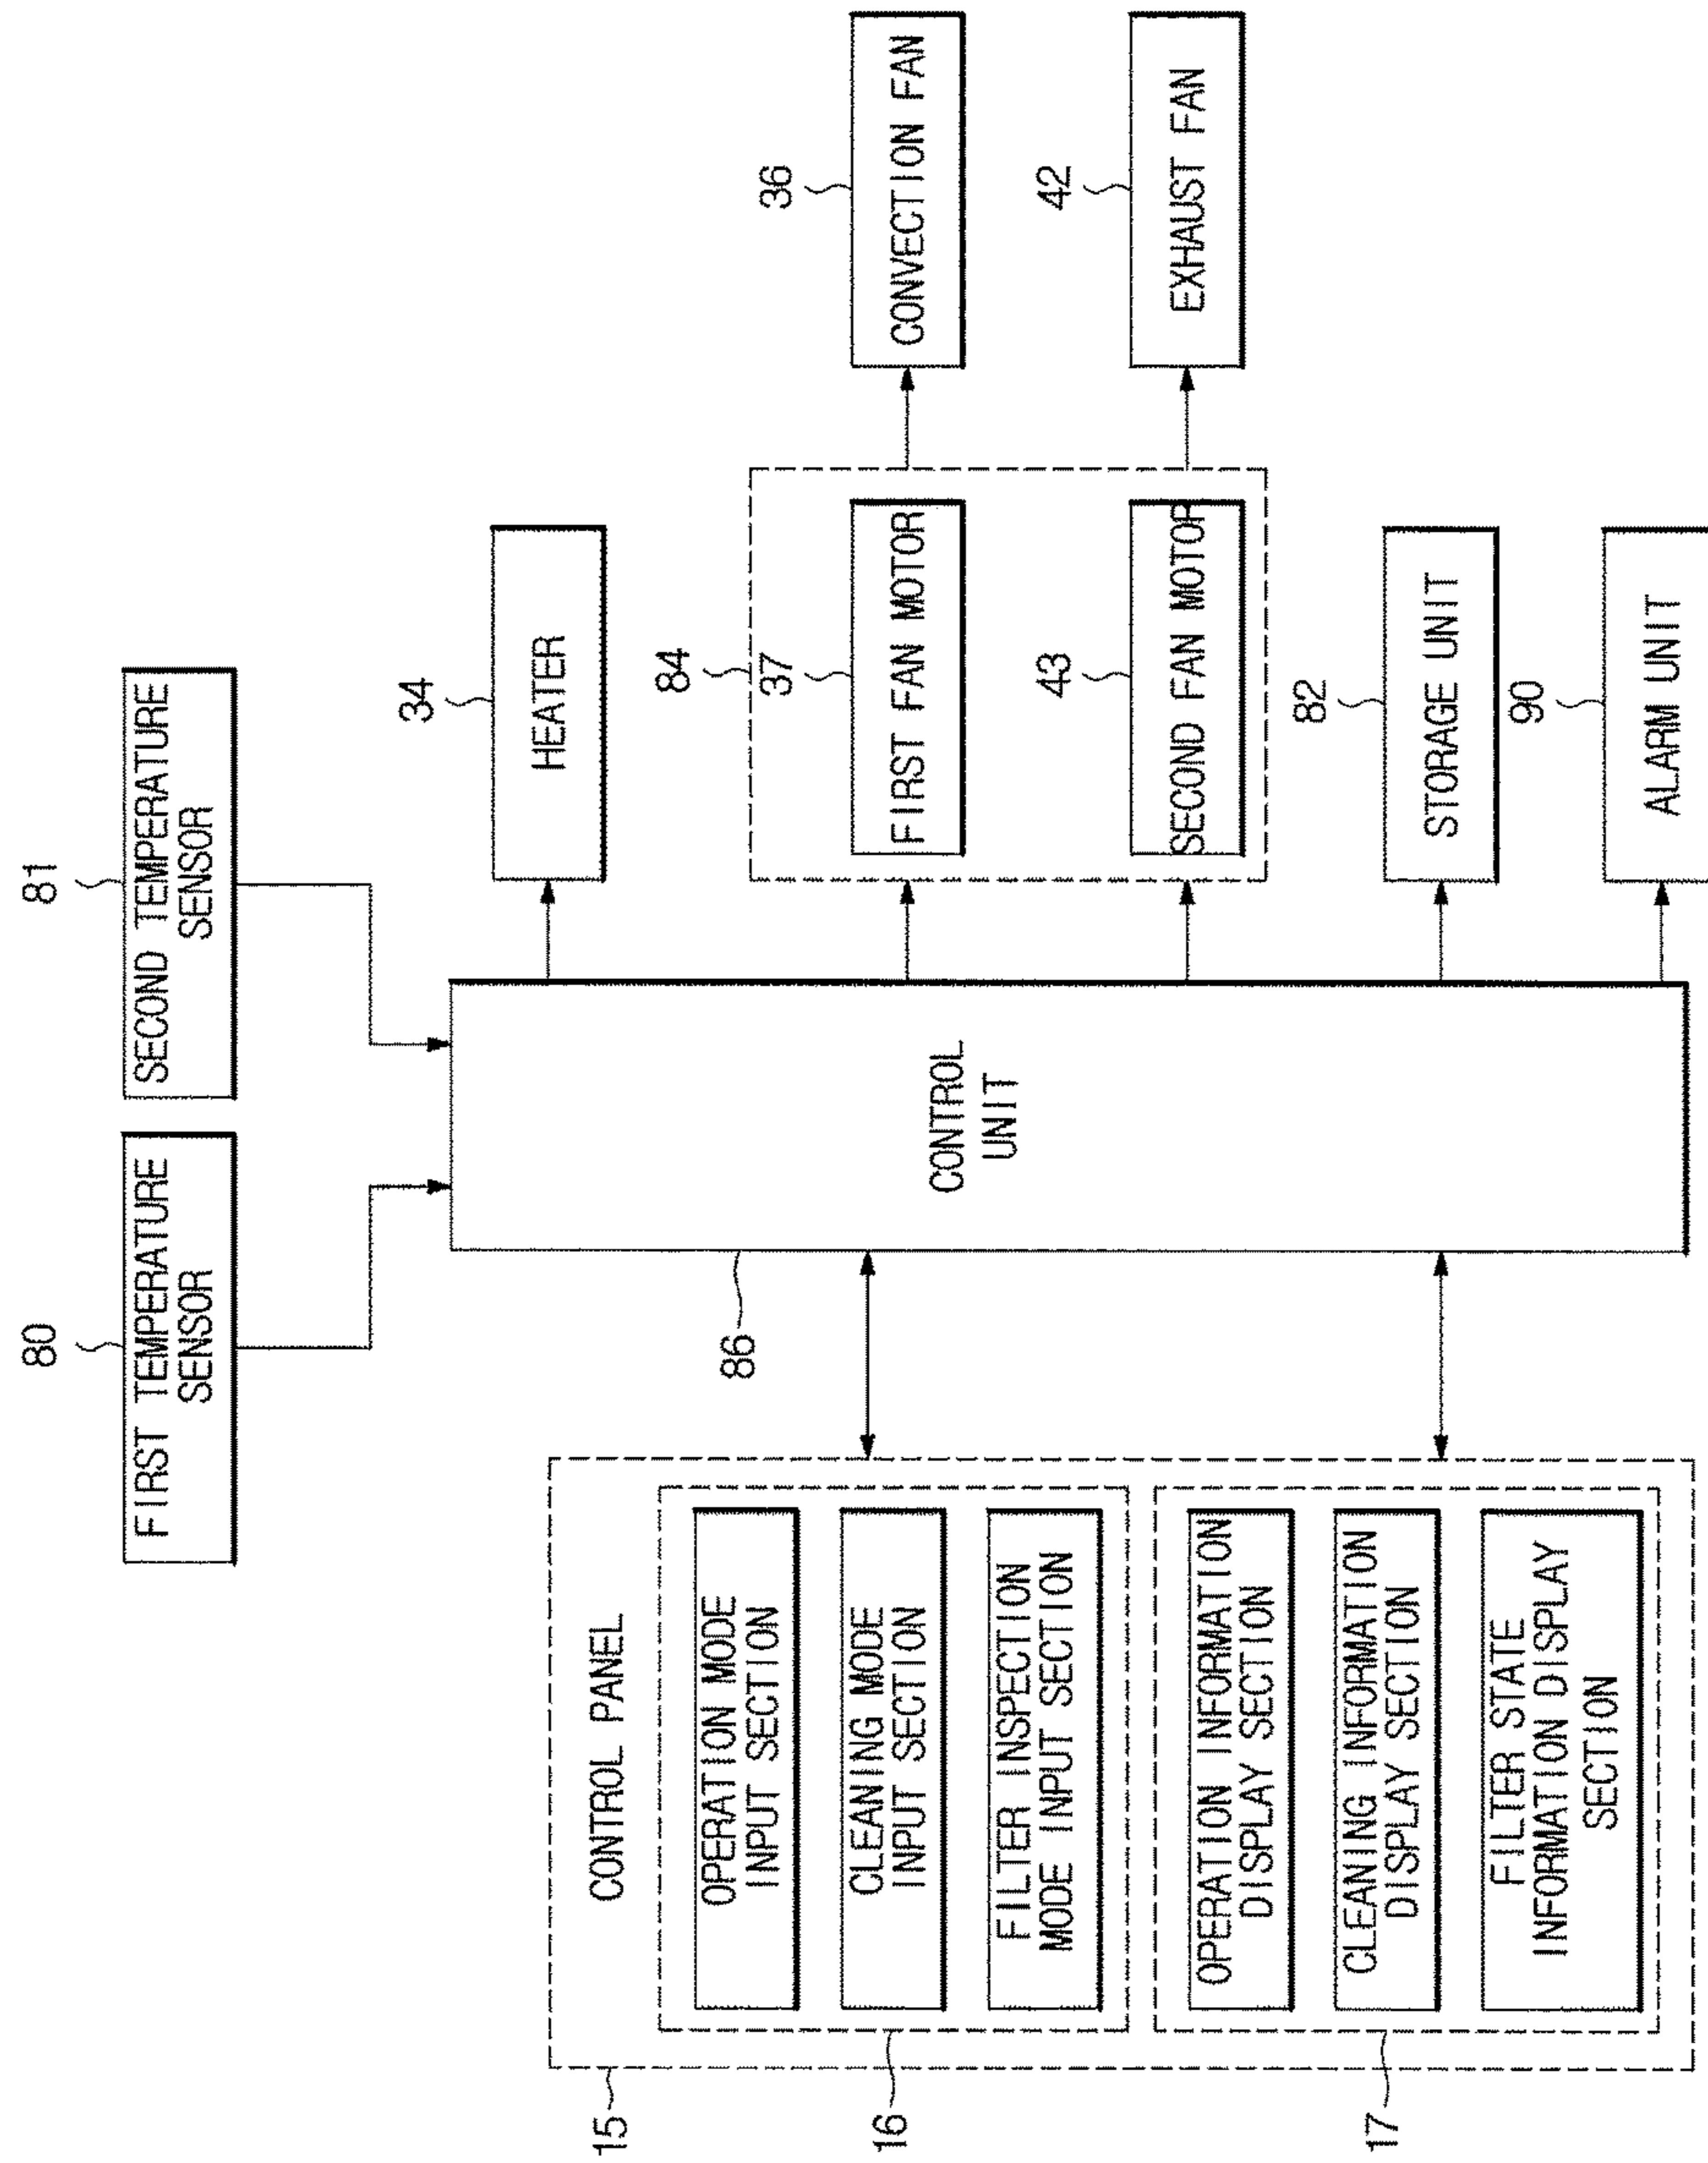 80
FIRST TEMPERATURE
SENSOR
81
SECOND TEMPERATURE
SENSOR
15
CONTROL PANEL
16
OPERATION MODE
INPUT SECTION
CLEANING MODE
INPUT SECTION
FILTER INSPECTION
MODE INPUT SECTION
17
OPERATION INFORMATION
DISPLAY SECTION
CLEANING INFORMATION
DISPLAY SECTION
FILTER STATE
INFORMATION DISPLAY
SECTION
86
CONTROL
UNIT
34
HEATER
84
37
FIRST FAN MOTOR
43
SECOND FAN MOTOR
36
CONVECTION FAN
42
EXHAUST FAN
82
STORAGE UNIT
90
ALARM UNIT